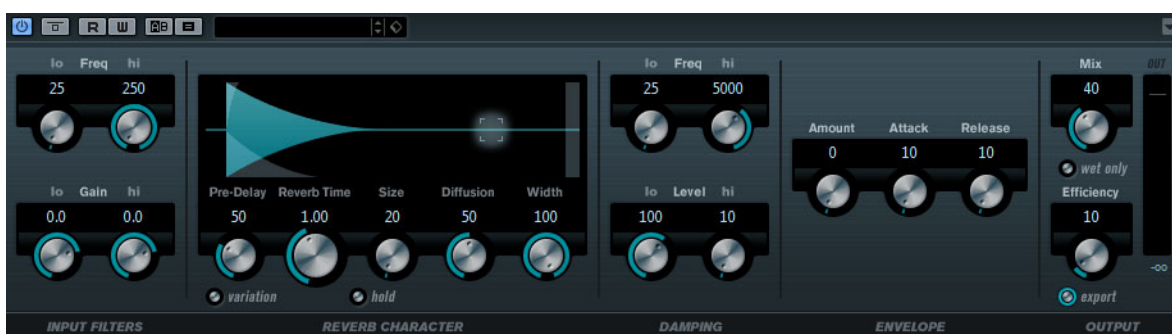 R W AB
lo Freq hi
25 250
lo Gain hi
0.0 0.0
INPUT FILTERS
Pre-Delay Reverb Time Size Diffusion Width
50 1.00 20 50 100
variation hold
REVERB CHARACTER
lo Freq hi
25 5000
lo Level hi
100 10
DAMPING
Amount Attack Release
0 10 10
ENVELOPE
Mix
40
wet only
Efficiency
10
export
OUTPUT
OUT
-oo